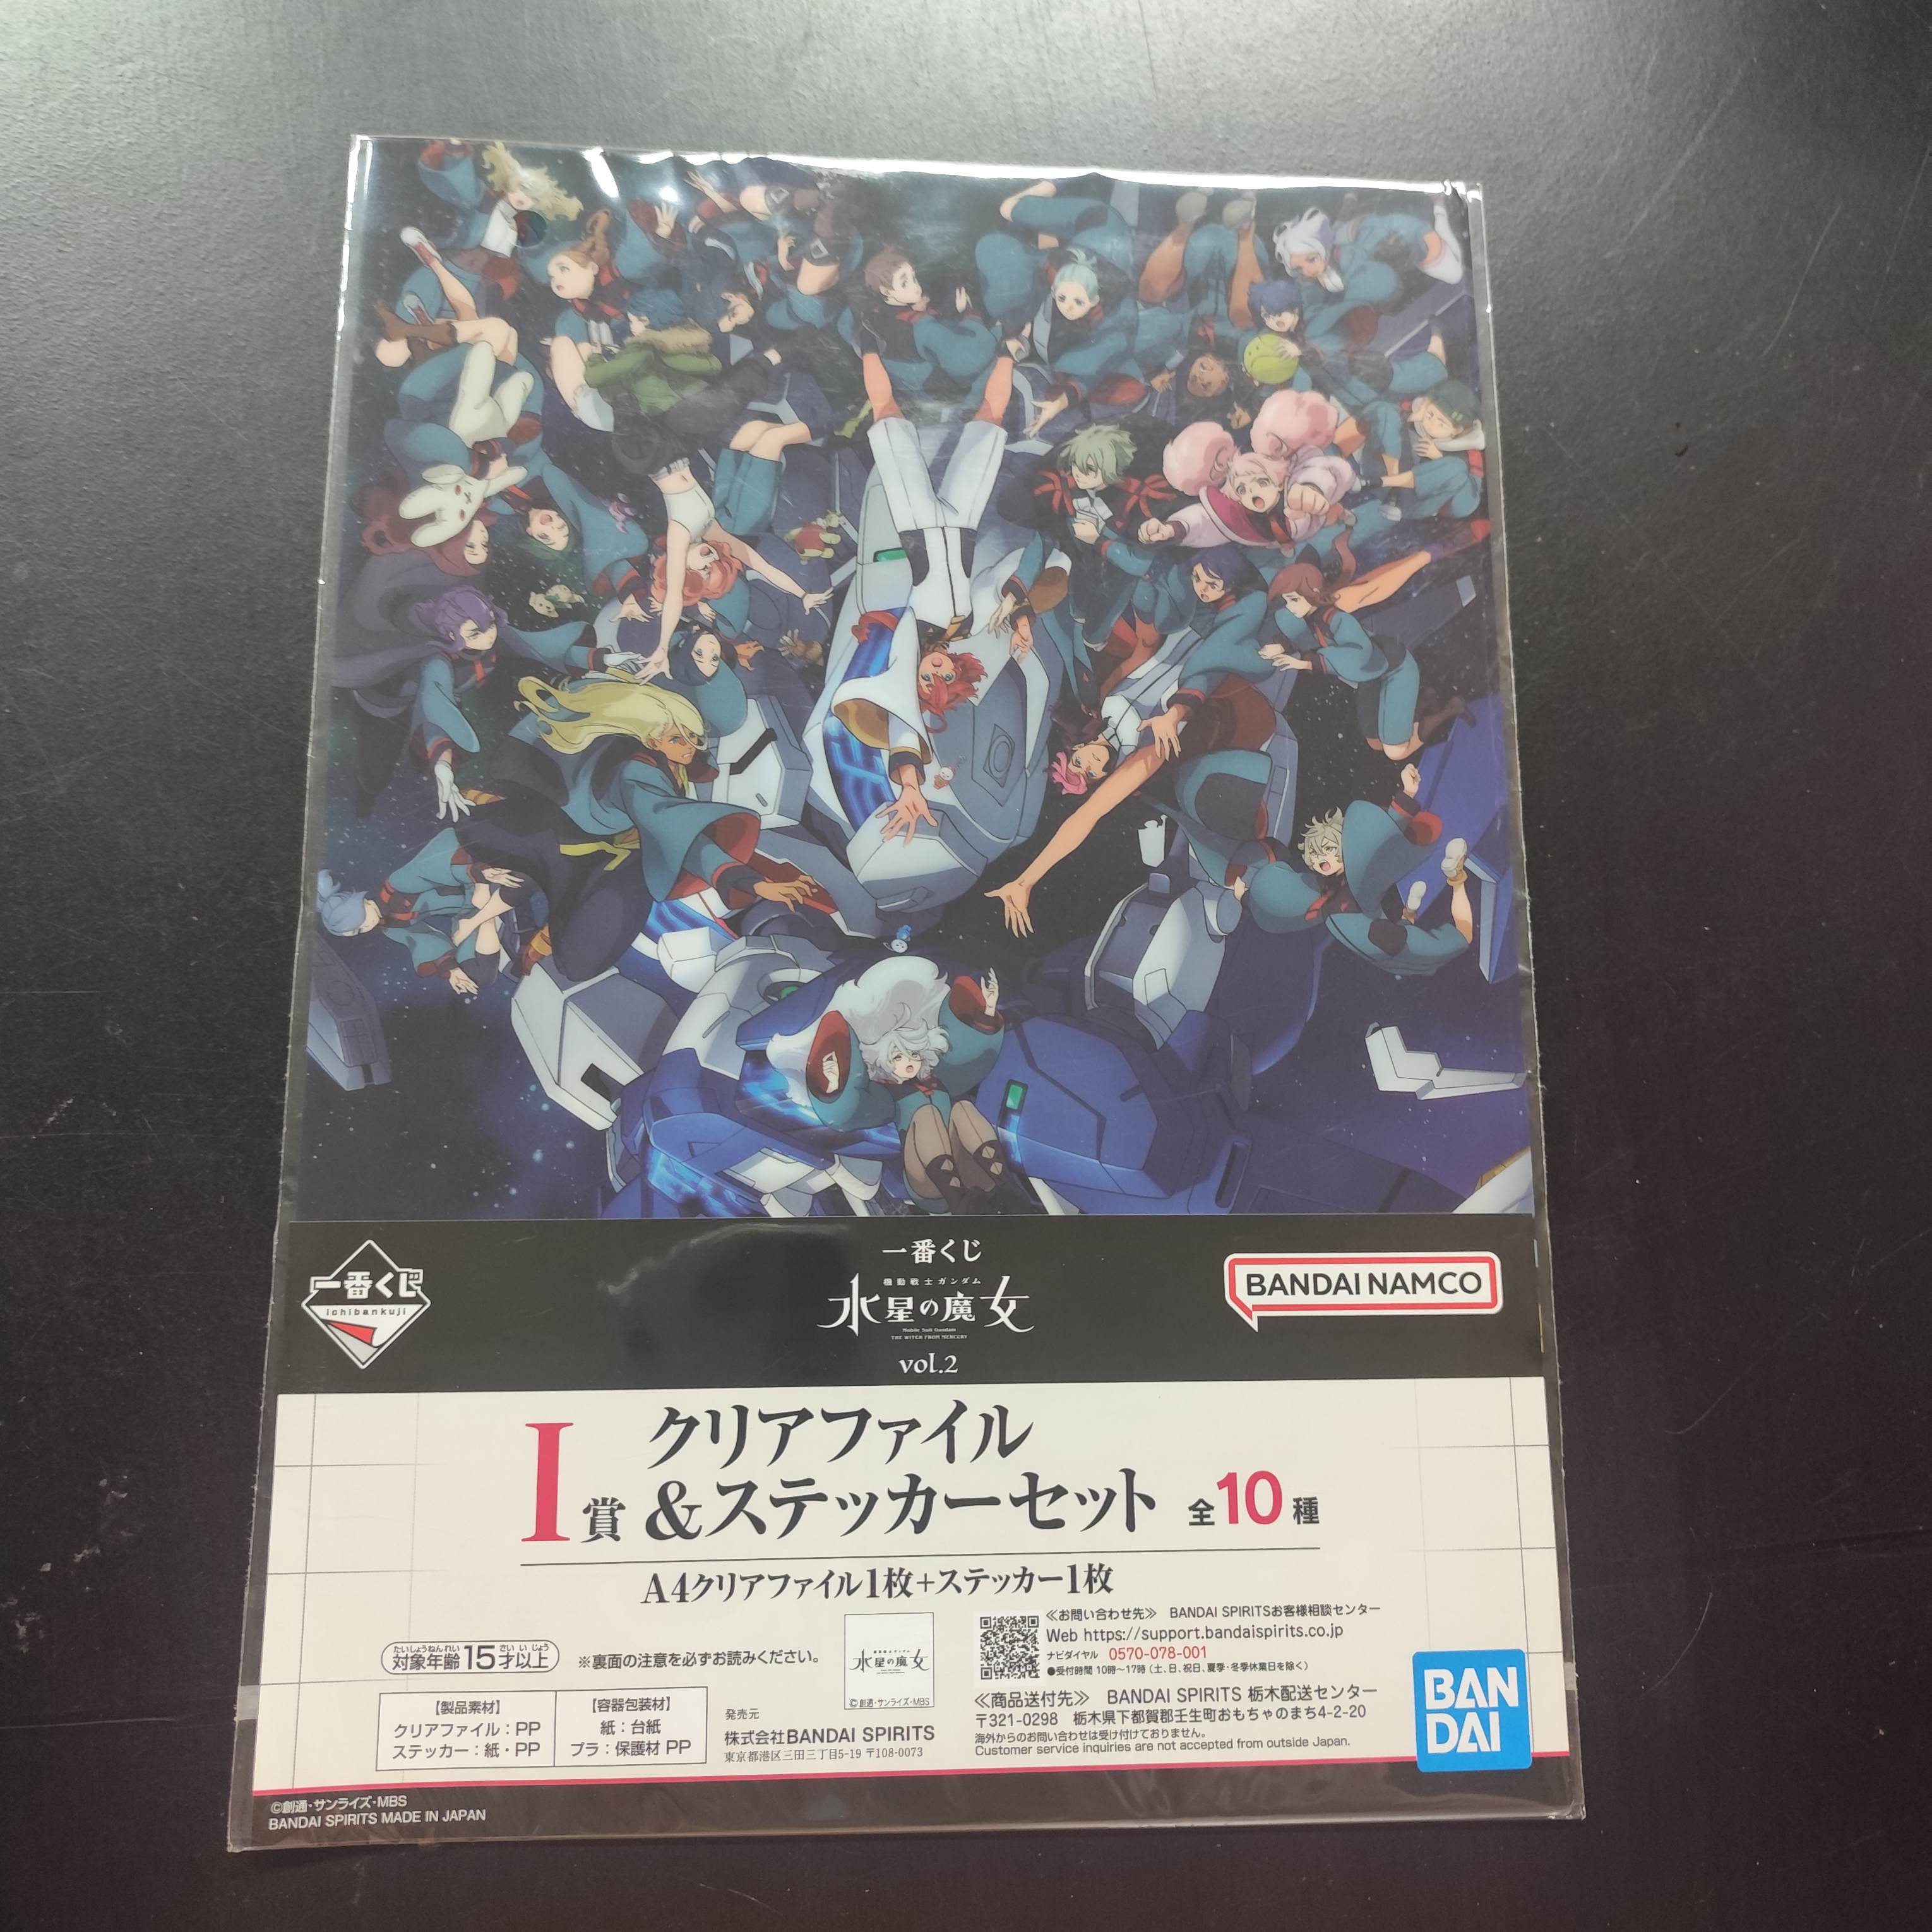 一番くじ
ichibankuji
一番くじ
機動戦士ガンダム
水星の魔女
Mobile Suit Gundam
THE WITCH FROM MERCURY
vol.2
BANDAI NAMCO
I賞
クリアファイル
&ステッカーセット 全10種
A4クリアファイル1枚+ステッカー1枚
たいしょうねんれい さい い じょう
対象年齢15才以上
※裏面の注意を必ずお読みください。
【製品素材】
クリアファイル：PP
ステッカー：紙・PP
【容器包装材】
紙：台紙
プラ：保護材 PP
発売元
株式会社BANDAI SPIRITS
東京都港区三田三丁目5-19 〒108-0073
機動戦士ガンダム
水星の魔女
©創通・サンライズ・MBS
≪お問い合わせ先≫ BANDAI SPIRITSお客様相談センター
Web https://support.bandaispirits.co.jp
ナビダイヤル 0570-078-001
●受付時間 10時～17時（土、日、祝日、夏季・冬季休業日を除く）
≪商品送付先≫ BANDAI SPIRITS 栃木配送センター
〒321-0298 栃木県下都賀郡壬生町おもちゃのまち4-2-20
海外からのお問い合わせは受け付けておりません。
Customer service inquiries are not accepted from outside Japan.
BAN
DAI
©創通・サンライズ・MBS
BANDAI SPIRITS MADE IN JAPAN